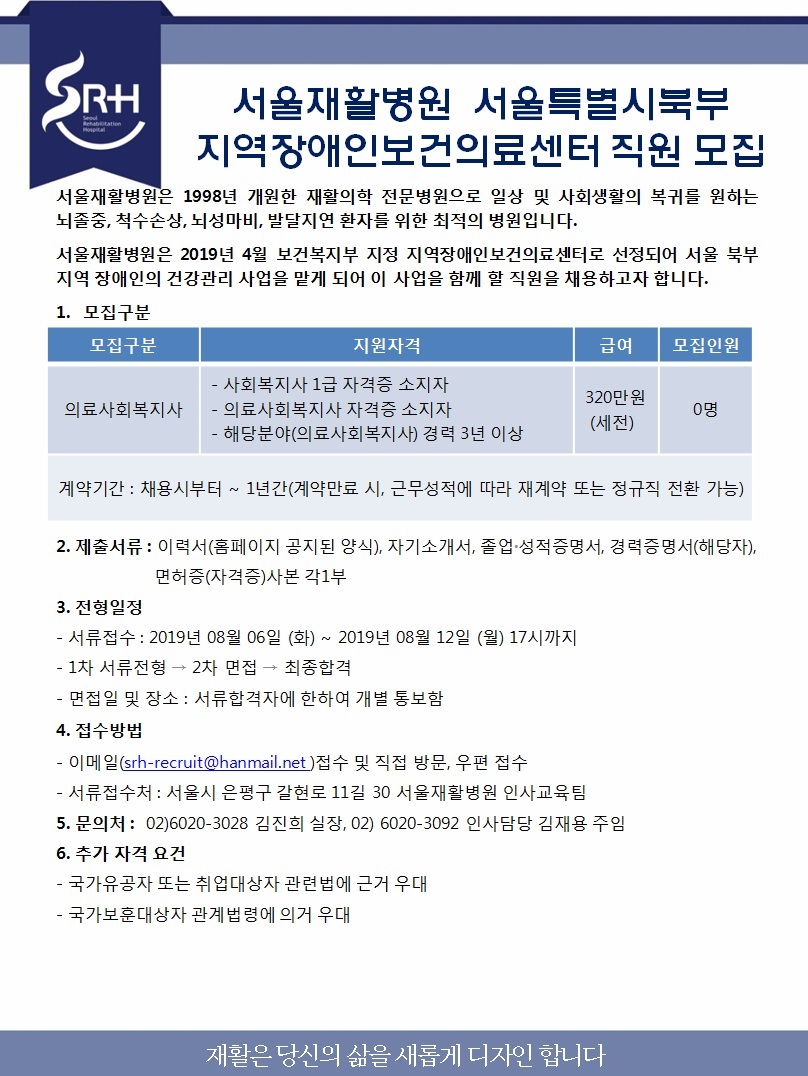 SRH
Seoul
Rehabilitation
Hospital
서울재활병원 서울특별시북부
지역장애인보건의료센터 직원 모집
서울재활병원은 1998년 개원한 재활의학 전문병원으로 일상 및 사회생활의 복귀를 원하는
뇌졸중, 척수손상, 뇌성마비, 발달지연 환자를 위한 최적의 병원입니다.
서울재활병원은 2019년 4월 보건복지부 지정 지역장애인보건의료센터로 선정되어 서울 북부
지역 장애인의 건강관리 사업을 맡게 되어 이 사업을 함께 할 직원을 채용하고자 합니다.
1. 모집구분
모집구분 지원자격 급여 모집인원
의료사회복지사
- 사회복지사 1급 자격증 소지자
- 의료사회복지사 자격증 소지자
- 해당분야(의료사회복지사) 경력 3년 이상
320만원
(세전)
0명
계약기간 : 채용시부터 ~ 1년간(계약만료 시, 근무성적에 따라 재계약 또는 정규직 전환 가능)
2. 제출서류 : 이력서(홈페이지 공지된 양식), 자기소개서, 졸업·성적증명서, 경력증명서(해당자),
면허증(자격증)사본 각1부
3. 전형일정
- 서류접수 : 2019년 08월 06일 (화) ~ 2019년 08월 12일 (월) 17시까지
- 1차 서류전형 → 2차 면접 → 최종합격
- 면접일 및 장소 : 서류합격자에 한하여 개별 통보함
4. 접수방법
- 이메일(srh-recruit@hanmail.net )접수 및 직접 방문, 우편 접수
- 서류접수처 : 서울시 은평구 갈현로 11길 30 서울재활병원 인사교육팀
5. 문의처 : 02)6020-3028 김진희 실장, 02) 6020-3092 인사담당 김재용 주임
6. 추가 자격 요건
- 국가유공자 또는 취업대상자 관련법에 근거 우대
- 국가보훈대상자 관계법령에 의거 우대
재활은 당신의 삶을 새롭게 디자인 합니다